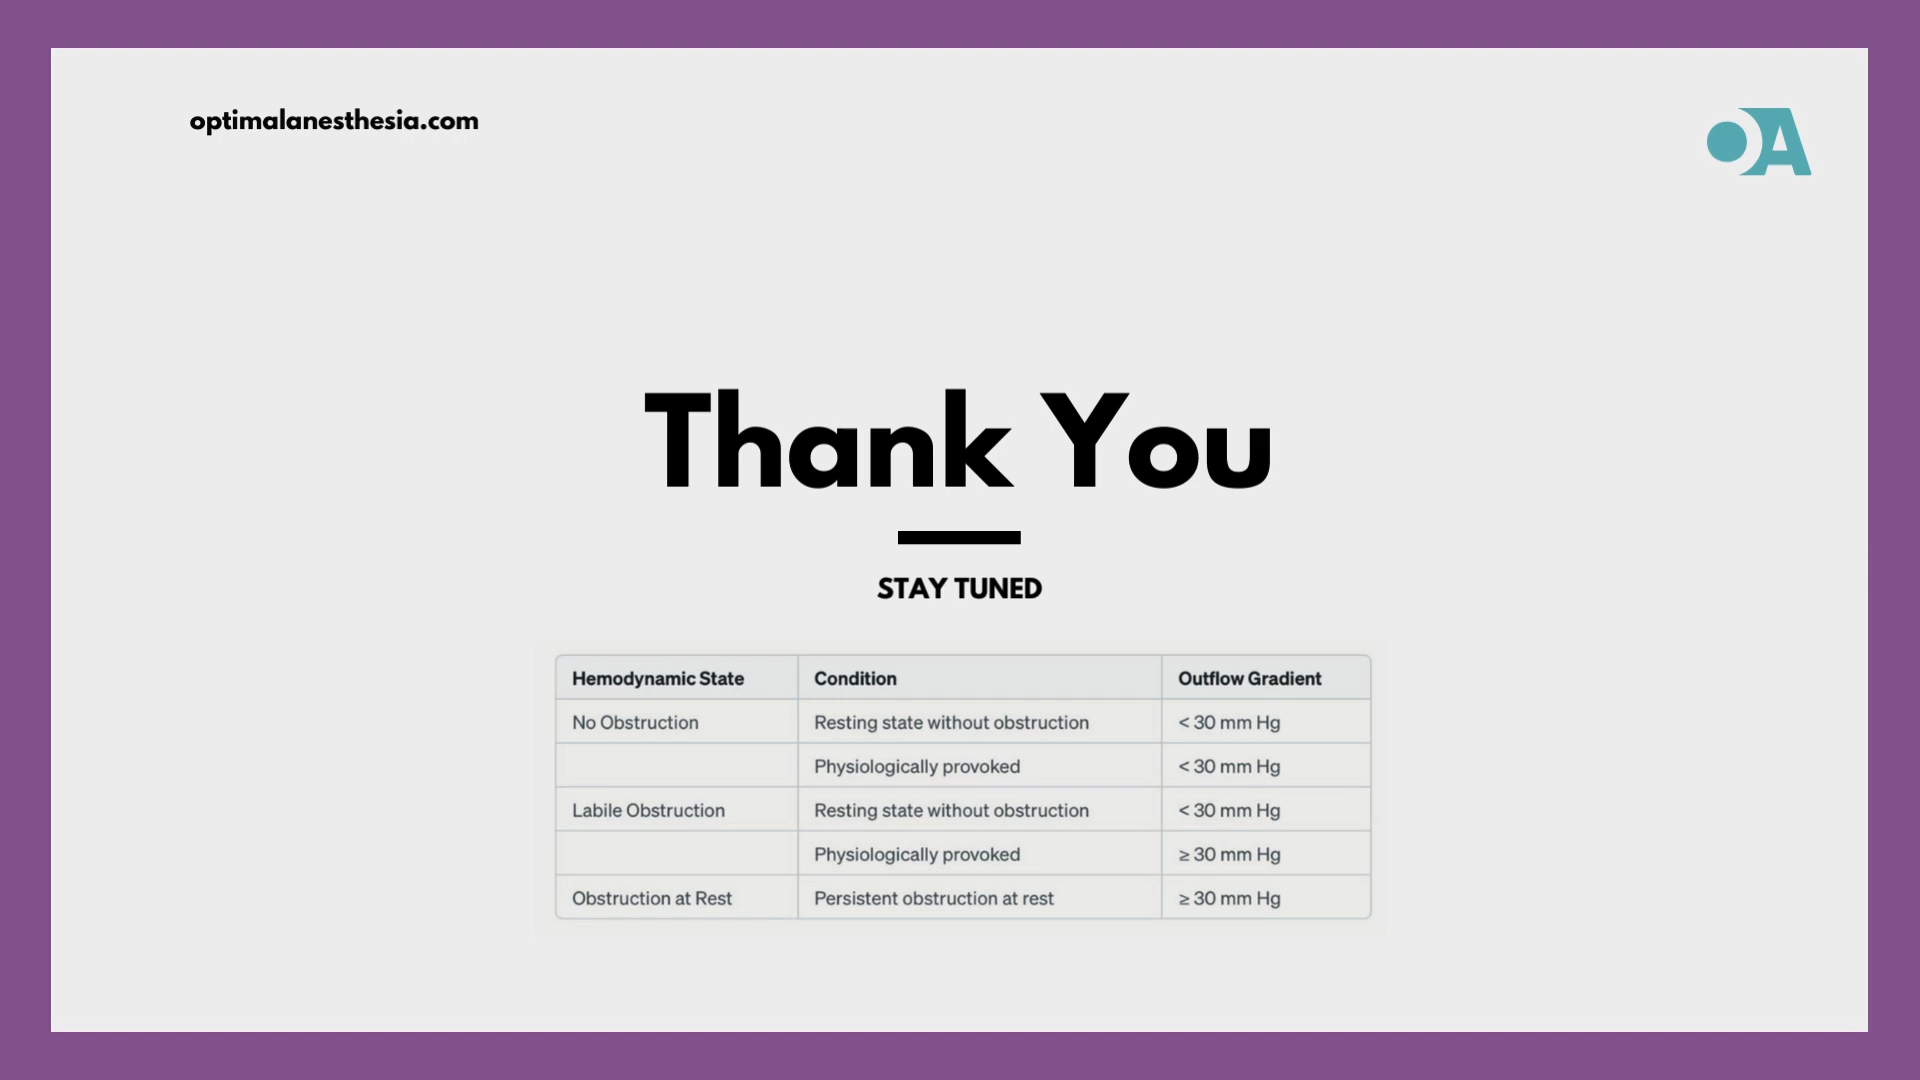 optimalanesthesia.com
OA
Thank You
STAY TUNED
Hemodynamic State Condition Outflow Gradient
No Obstruction Resting state without obstruction < 30 mm Hg
Physiologically provoked < 30 mm Hg
Labile Obstruction Resting state without obstruction < 30 mm Hg
Physiologically provoked ≥ 30 mm Hg
Obstruction at Rest Persistent obstruction at rest ≥ 30 mm Hg